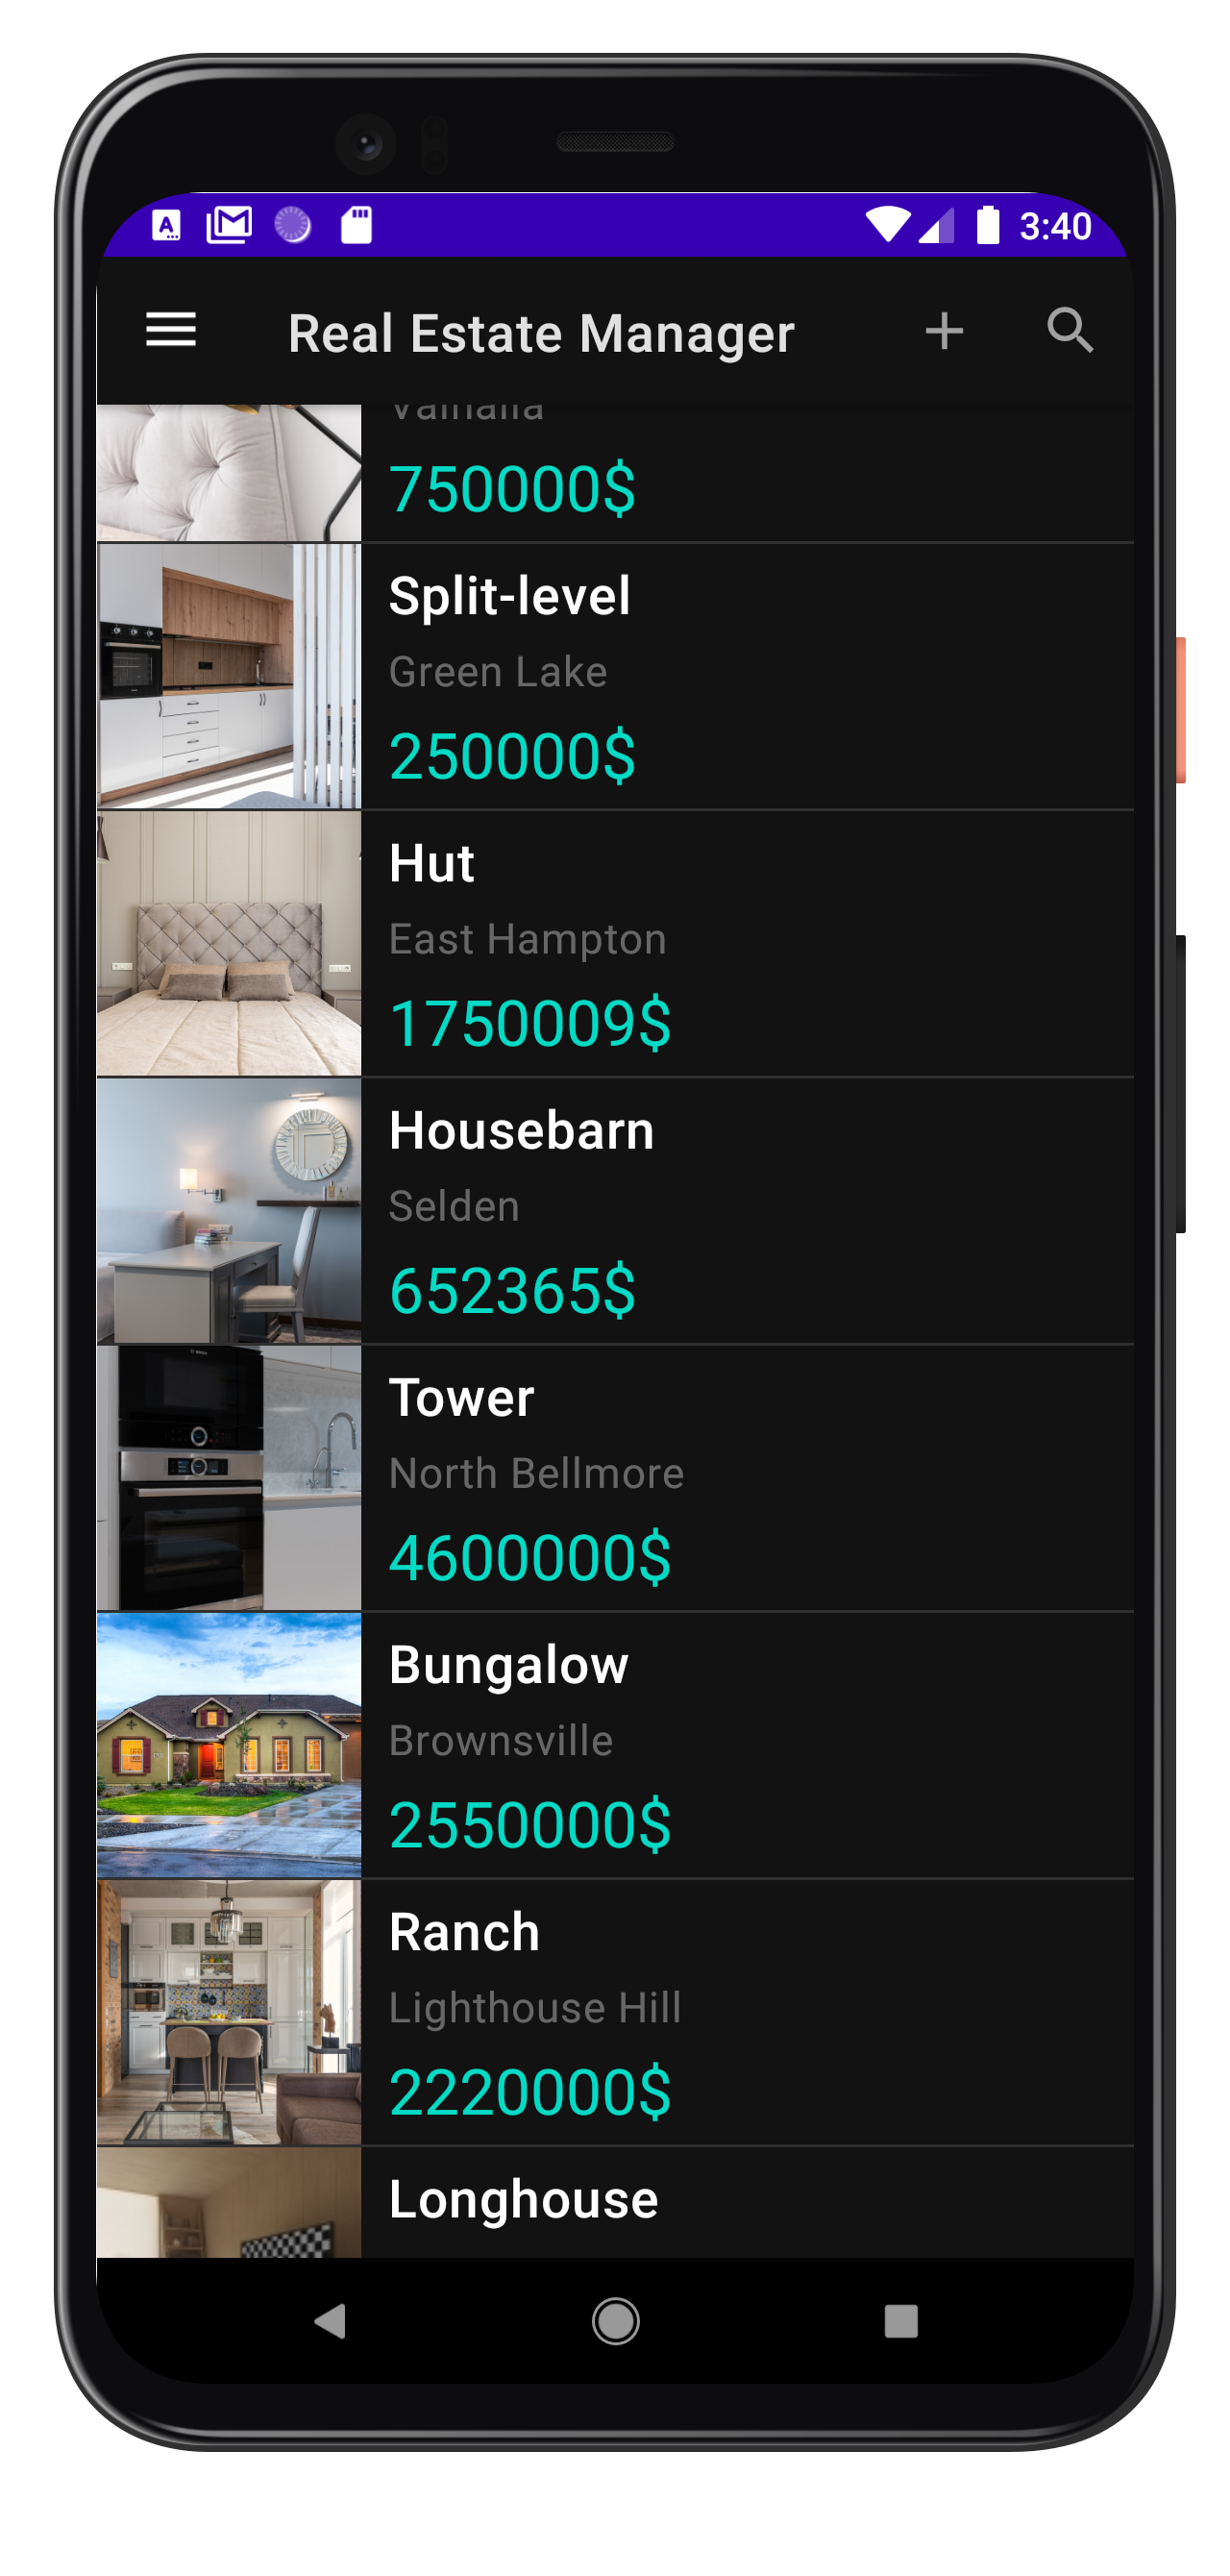 3:40
Real Estate Manager
Valhalla
750000$
Split-level
Green Lake
250000$
Hut
East Hampton
1750009$
Housebarn
Selden
652365$
Tower
North Bellmore
4600000$
Bungalow
Brownsville
2550000$
Ranch
Lighthouse Hill
2220000$
Longhouse